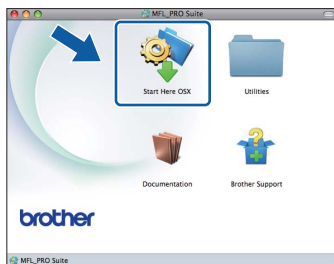 MFL_PRO Suite
Start Here OSX
Utilities
Documentation
Brother Support
brother
MFL_PRO Suite